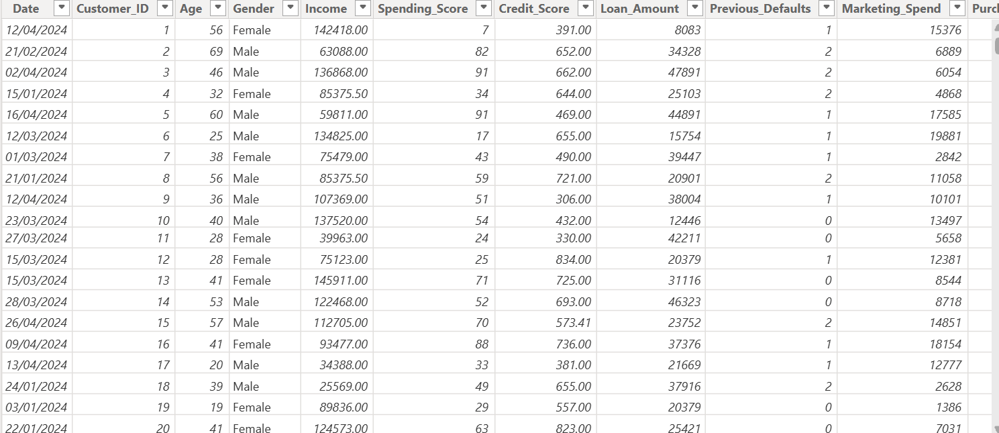 Date Customer_ID Age Gender Income Spending_Score Credit_Score Loan_Amount Previous_Defaults Marketing_Spend
12/04/2024 1 56 Female 142418.00 7 391.00 8083 1 15376
21/02/2024 2 69 Male 63088.00 82 652.00 34328 2 6889
02/04/2024 3 46 Male 136868.00 91 662.00 47891 2 6054
15/01/2024 4 32 Female 85375.50 34 644.00 25103 2 4868
16/04/2024 5 60 Male 59811.00 91 469.00 44891 1 17585
12/03/2024 6 25 Male 134825.00 17 655.00 15754 1 19881
01/03/2024 7 38 Female 75479.00 43 490.00 39447 1 2842
21/01/2024 8 56 Male 85375.50 59 721.00 20901 2 11058
12/04/2024 9 36 Male 107369.00 51 306.00 38004 1 10101
23/03/2024 10 40 Male 137520.00 54 432.00 12446 0 13497
27/03/2024 11 28 Female 39963.00 24 330.00 42211 0 5658
15/03/2024 12 28 Female 75123.00 25 834.00 20379 1 12381
15/03/2024 13 41 Female 145911.00 71 725.00 31116 0 8544
28/03/2024 14 53 Male 122468.00 52 693.00 46323 0 8718
26/04/2024 15 57 Male 112705.00 70 573.41 23752 2 14851
09/04/2024 16 41 Female 93477.00 88 736.00 37376 1 18154
13/04/2024 17 20 Male 34388.00 33 381.00 21669 1 12777
24/01/2024 18 39 Male 25569.00 49 655.00 37916 2 2628
03/01/2024 19 19 Female 89836.00 29 557.00 20379 0 1386
22/01/2024 20 41 Female 124573.00 63 823.00 25421 0 7031